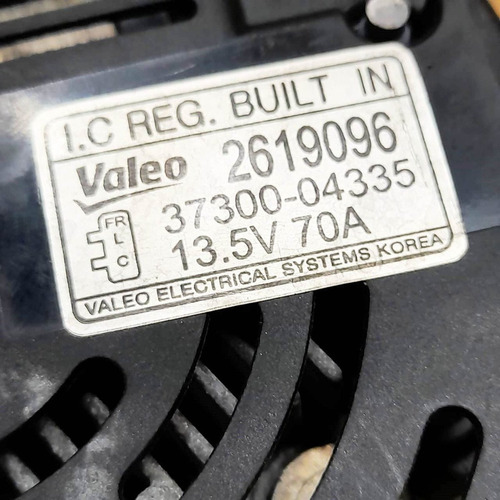 I.C REG. BUILT IN
Valeo 2619096
37300-04335
13.5V 70A
FR
L
C
VALEO ELECTRICAL SYSTEMS KOREA